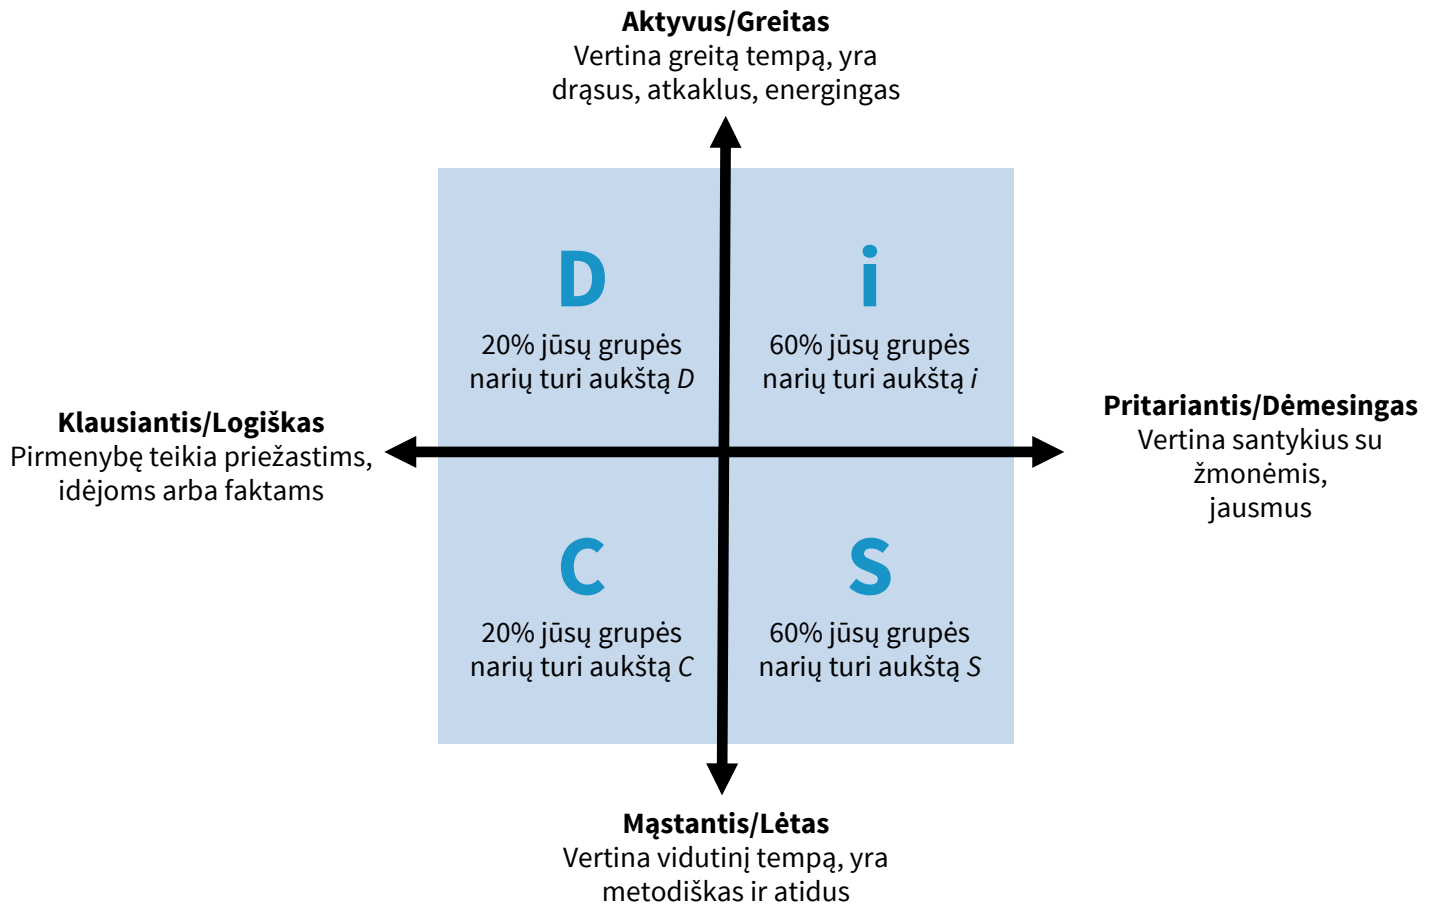 Aktyvus/Greitas
Vertina greitą tempą, yra
drąsus, atkaklus, energingas
D
20% jūsų grupės
narių turi aukštą D
i
60% jūsų grupės
narių turi aukštą i
Klausiantis/Logiškas
Pirmenybę teikia priežastims,
idėjoms arba faktams
Pritariantis/Dėmesingas
Vertina santykius su
žmonėmis,
jausmus
C
20% jūsų grupės
narių turi aukštą C
S
60% jūsų grupės
narių turi aukštą S
Mąstantis/Lėtas
Vertina vidutinį tempą, yra
metodiškas ir atidus